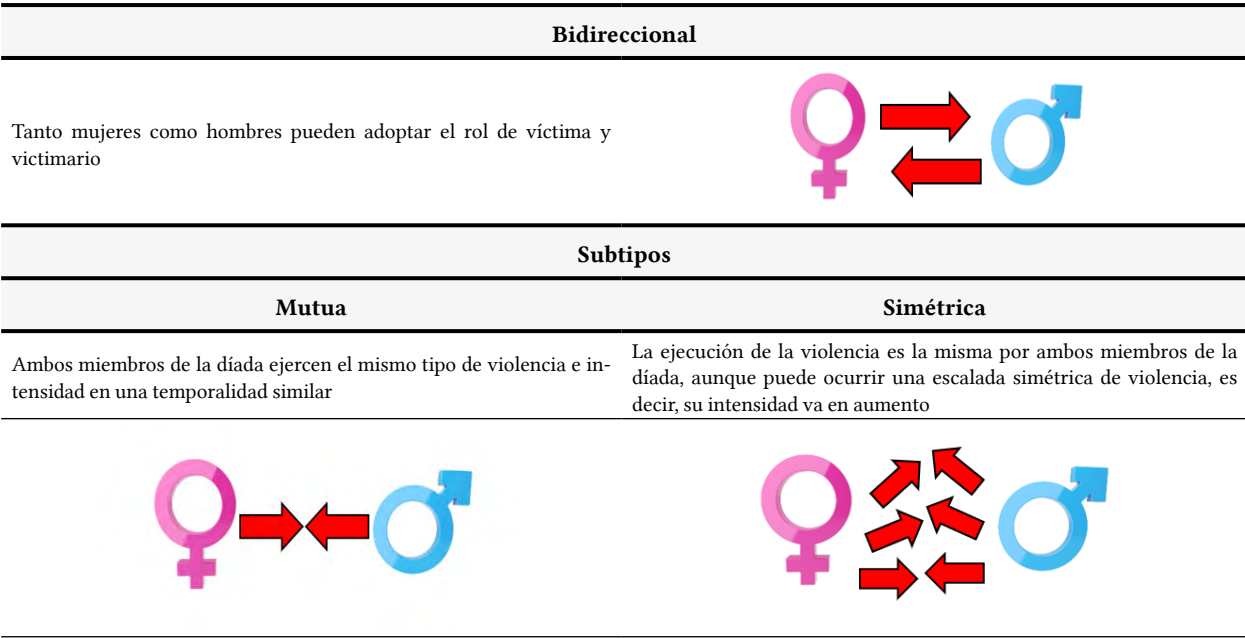 Bidireccional
Tanto mujeres como hombres pueden adoptar el rol de víctima y
victimario
Subtipos
Mutua
Simétrica
Ambos miembros de la díada ejercen el mismo tipo de violencia e in-
tensidad en una temporalidad similar
La ejecución de la violencia es la misma por ambos miembros de la
díada, aunque puede ocurrir una escalada simétrica de violencia, es
decir, su intensidad va en aumento